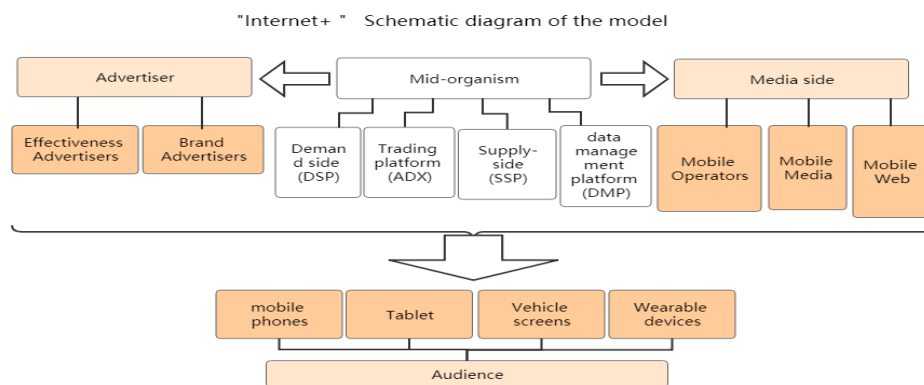 "Internet+ " Schematic diagram of the model
Advertiser
Mid-organism
Media side
Effectiveness
Advertisers
Brand
Advertisers
Deman
d side
(DSP)
Trading
platform
(ADX)
Supply-
side
(SSP)
data
manage
ment
platform
(DMP)
Mobile
Operators
Mobile
Media
Mobile
Web
mobile
phones
Tablet
Vehicle
screens
Wearable
devices
Audience